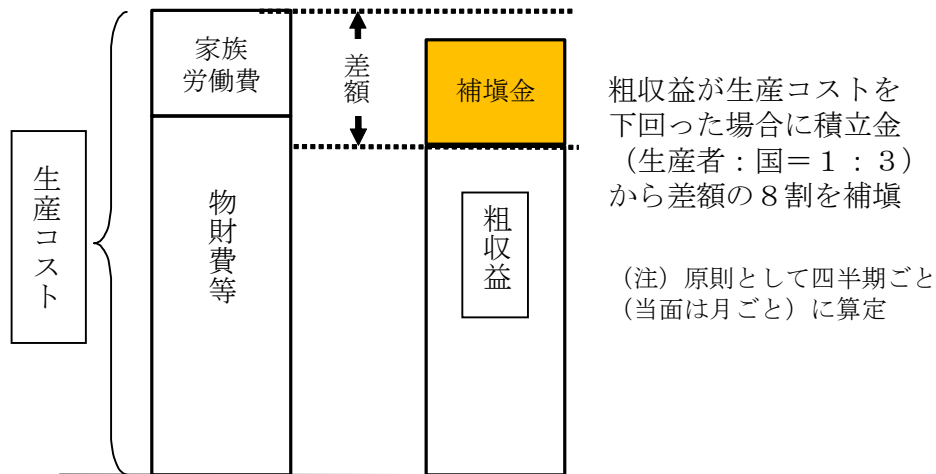 生産コスト
家族
労働費
物財費等
差額
補塡金
粗収益
粗収益が生産コストを
下回った場合に積立金
（生産者：国＝１：３）
から差額の８割を補塡
（注）原則として四半期ごと
（当面は月ごと）に算定